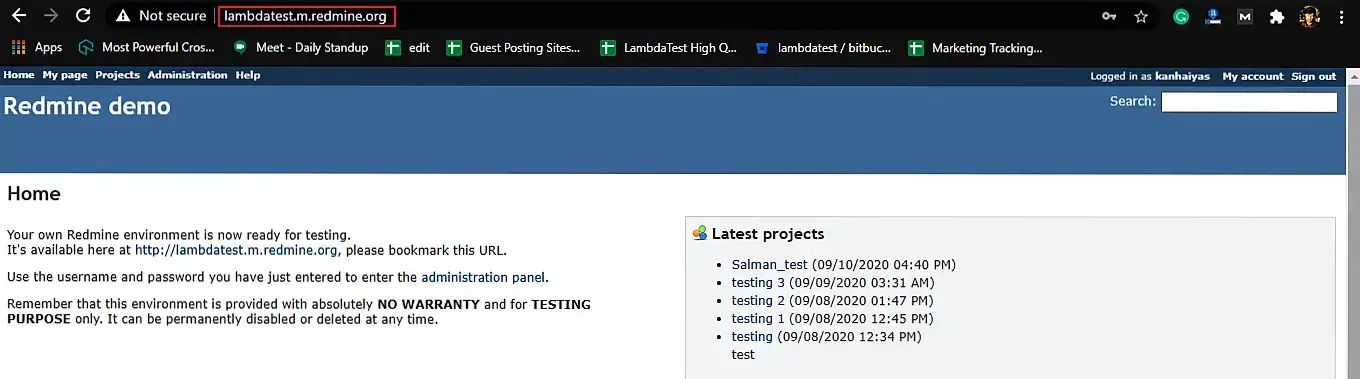 Not secure lambdatest.m.redmine.org
Apps Most Powerful Cros... Meet - Daily Standup edit Guest Posting Sites... LambdaTest High Q... lambdatest / bitbuc... Marketing Tracking...
Home My page Projects Administration Help Logged in as kanhaiyas My account Sign out
Redmine demo
Search:
Home
Your own Redmine environment is now ready for testing.
It's available here at http://lambdatest.m.redmine.org, please bookmark this URL.
Use the username and password you have just entered to enter the administration panel.
Remember that this environment is provided with absolutely NO WARRANTY and for TESTING
PURPOSE only. It can be permanently disabled or deleted at any time.
Latest projects
Salman_test (09/10/2020 04:40 PM)
testing 3 (09/09/2020 03:31 AM)
testing 2 (09/08/2020 01:47 PM)
testing 1 (09/08/2020 12:45 PM)
testing (09/08/2020 12:34 PM)
test